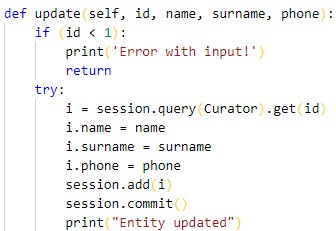 def update(self, id, name, surname, phone):
    if (id < 1):
        print('Error with input!')
        return
    try:
        i = session.query(Curator).get(id)
        i.name = name
        i.surname = surname
        i.phone = phone
        session.add(i)
        session.commit()
        print("Entity updated")